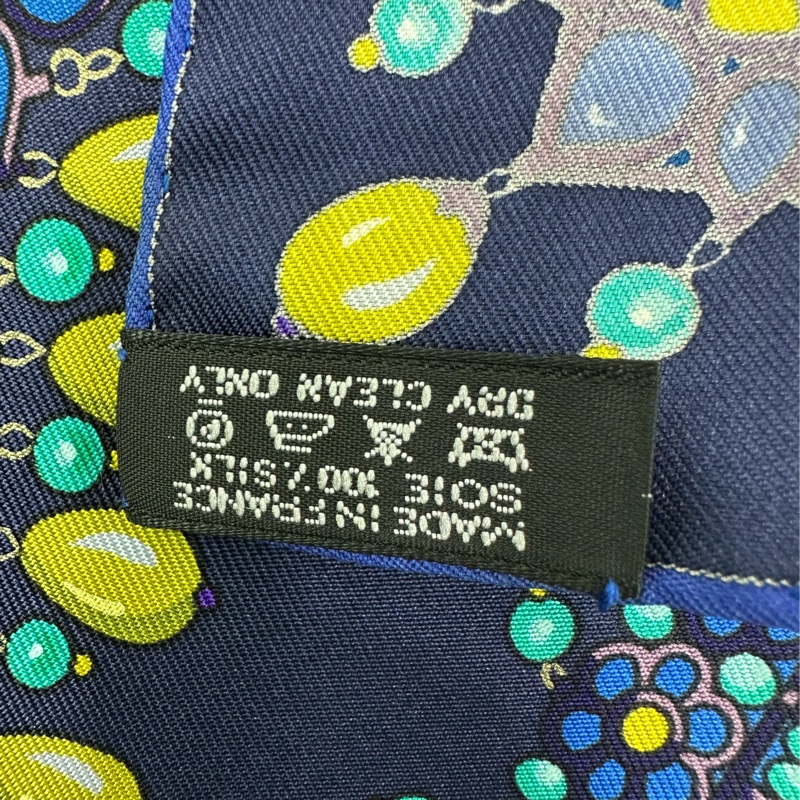 MADE IN FRANCE
SOIE 100% SILK
P
DRY CLEAN ONLY